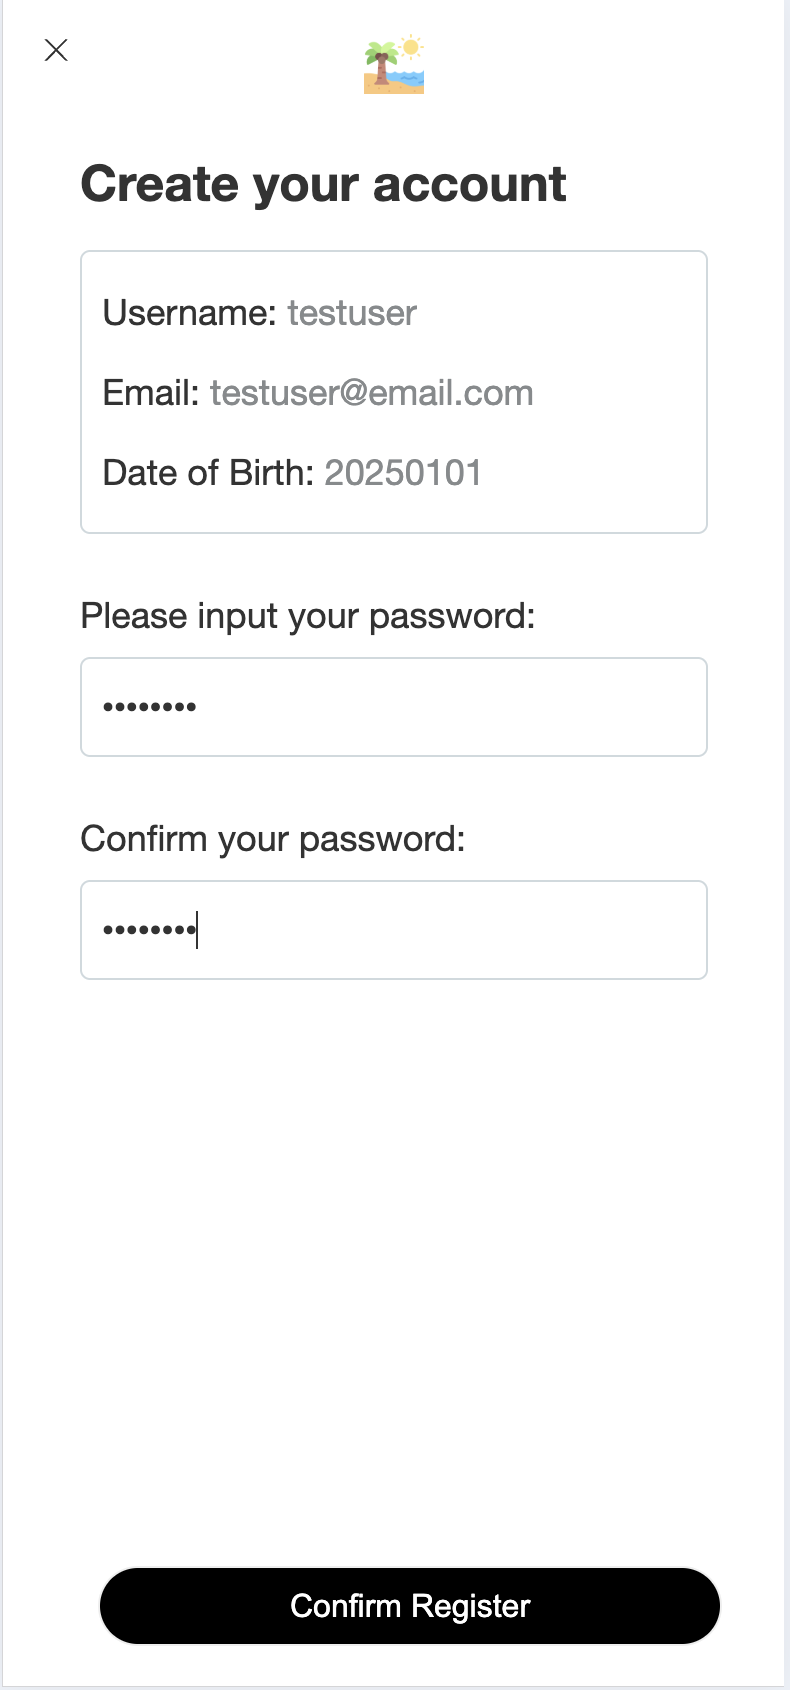 Create your account
Username: testuser
Email: testuser@email.com
Date of Birth: 20250101
Please input your password:
••••••••
Confirm your password:
••••••••
Confirm Register